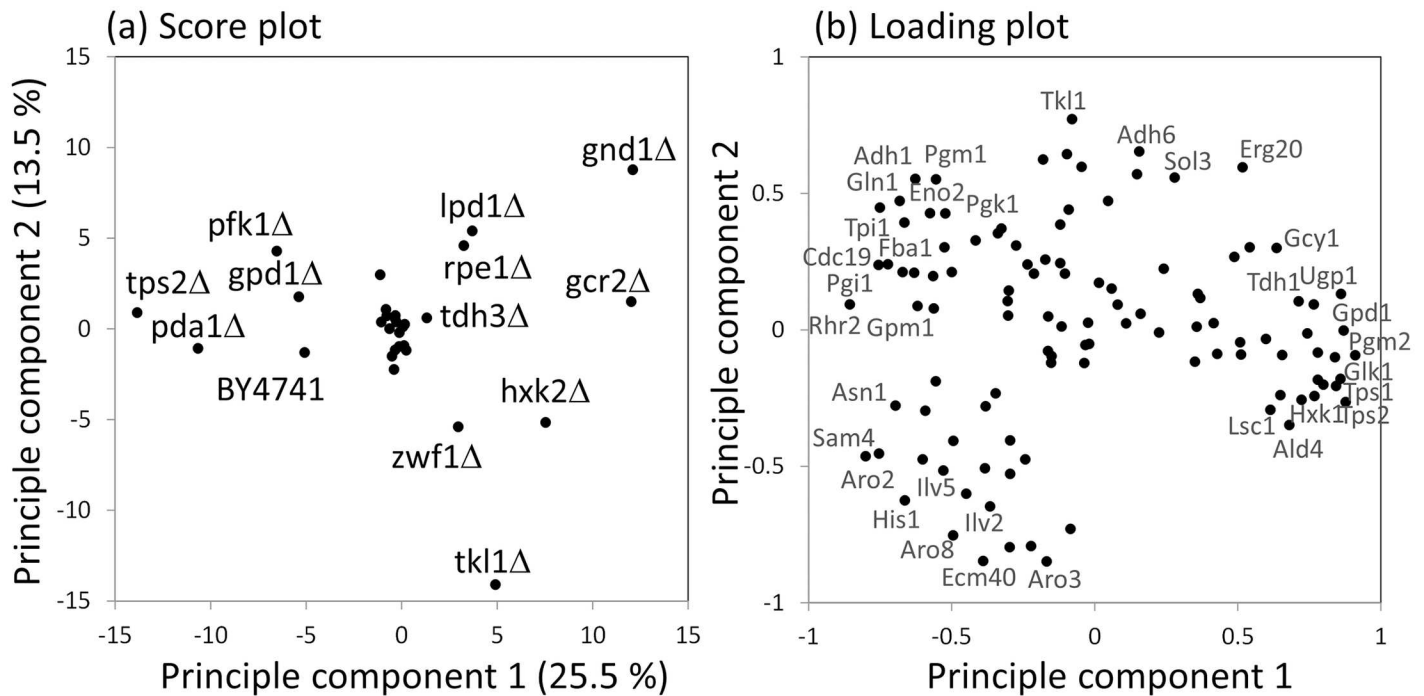 (a) Score plot
Principle component 2 (13.5 %)
15
10
5
0
-5
-10
-15
-15
-10
-5
0
5
10
15
Principle component 1 (25.5 %)
gnd1Δ
lpd1Δ
pfk1Δ
rpe1Δ
gpd1Δ
tps2Δ
gcr2Δ
pda1Δ
tdh3Δ
BY4741
hxk2Δ
zwf1Δ
tkl1Δ
(b) Loading plot
Principle component 2
1
0.5
0
-0.5
-1
-1
-0.5
0
0.5
1
Principle component 1
Tkl1
Adh6
Adh1
Pgm1
Sol3
Erg20
Gln1
Eno2
Pgk1
Tpi1
Fba1
Gcy1
Cdc19
Pgi1
Tdh1
Ugp1
Rhr2
Gpm1
Gpd1
Pgm2
Glk1
Asn1
Tps1
Hxk1
Tps2
Lsc1
Ald4
Sam4
Aro2
Ilv5
His1
Ilv2
Aro8
Ecm40
Aro3